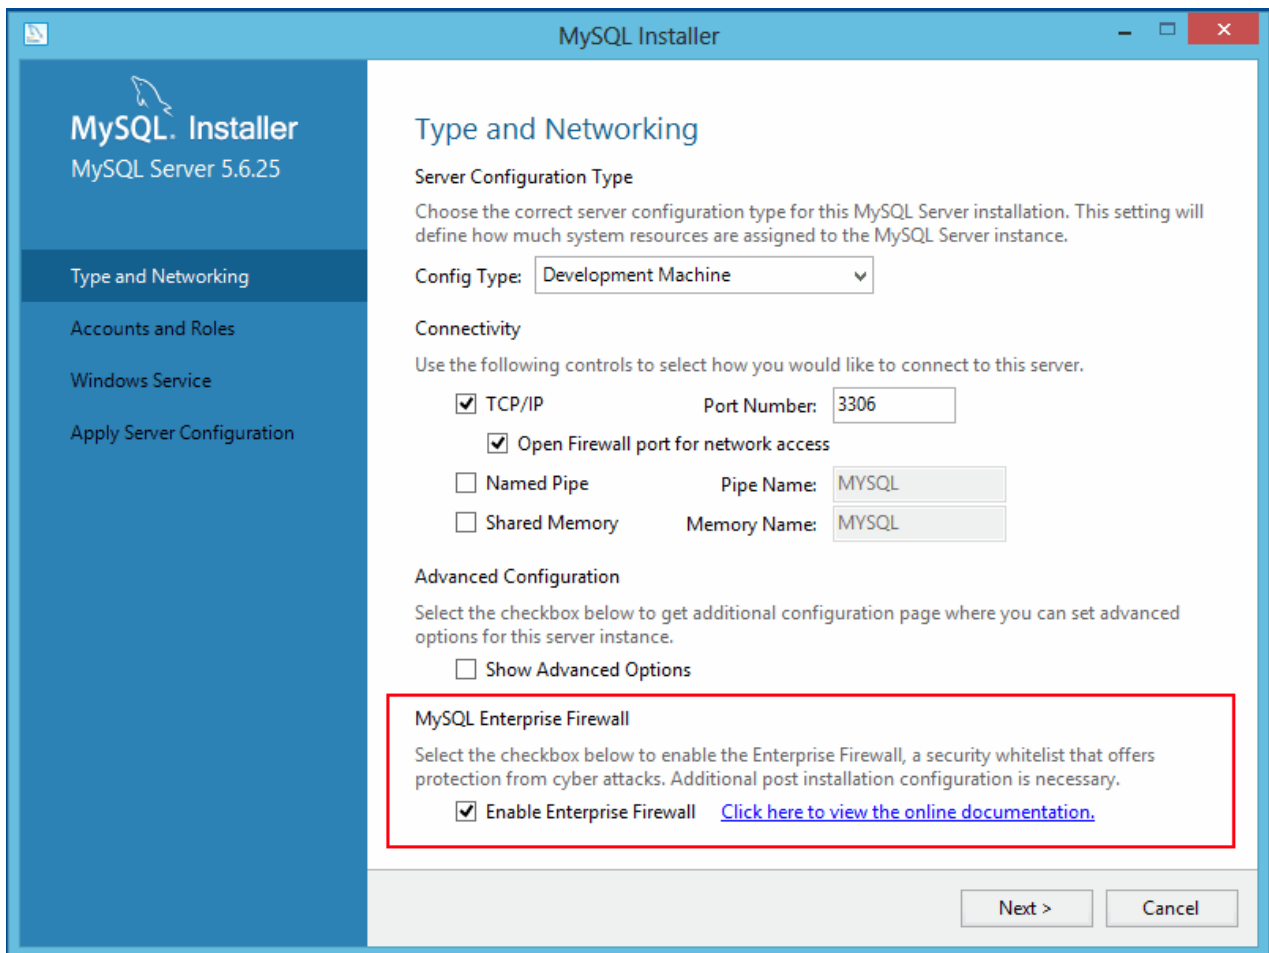 MySQL Installer
MySQL. Installer
MySQL Server 5.6.25
Type and Networking
Accounts and Roles
Windows Service
Apply Server Configuration
Type and Networking
Server Configuration Type
Choose the correct server configuration type for this MySQL Server installation. This setting will
define how much system resources are assigned to the MySQL Server instance.
Config Type: Development Machine
Connectivity
Use the following controls to select how you would like to connect to this server.
TCP/IP Port Number: 3306
Open Firewall port for network access
Named Pipe Pipe Name: MYSQL
Shared Memory Memory Name: MYSQL
Advanced Configuration
Select the checkbox below to get additional configuration page where you can set advanced
options for this server instance.
Show Advanced Options
MySQL Enterprise Firewall
Select the checkbox below to enable the Enterprise Firewall, a security whitelist that offers
protection from cyber attacks. Additional post installation configuration is necessary.
Enable Enterprise Firewall Click here to view the online documentation.
Next > Cancel